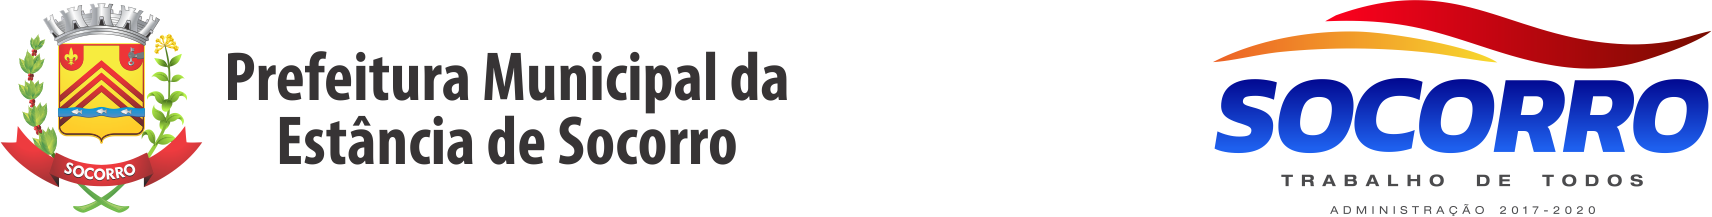 Prefeitura Municipal da
Estância de Socorro
SOCORRO
SOCORRO
TRABALHO DE TODOS
ADMINISTRAÇÃO 2017-2020